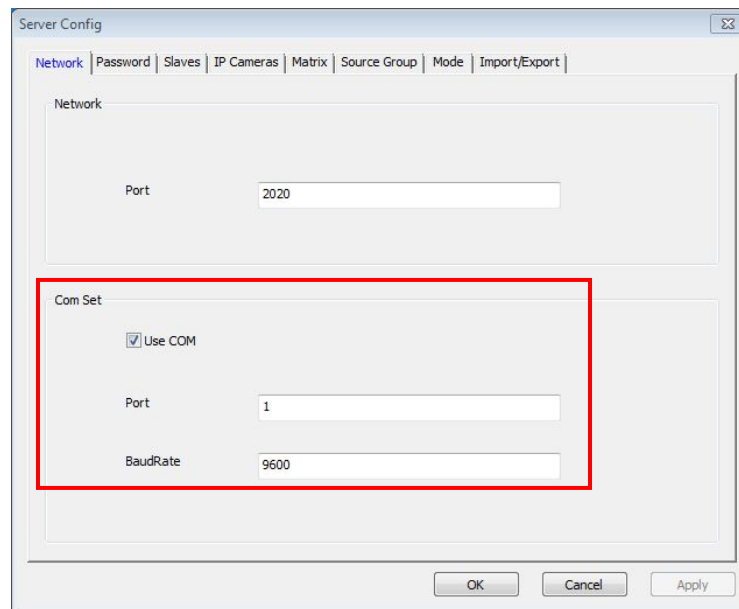 Server Config
Network Password Slaves IP Cameras Matrix Source Group Mode Import/Export
Network
Port 2020
Com Set
Use COM
Port 1
BaudRate 9600
OK Cancel Apply